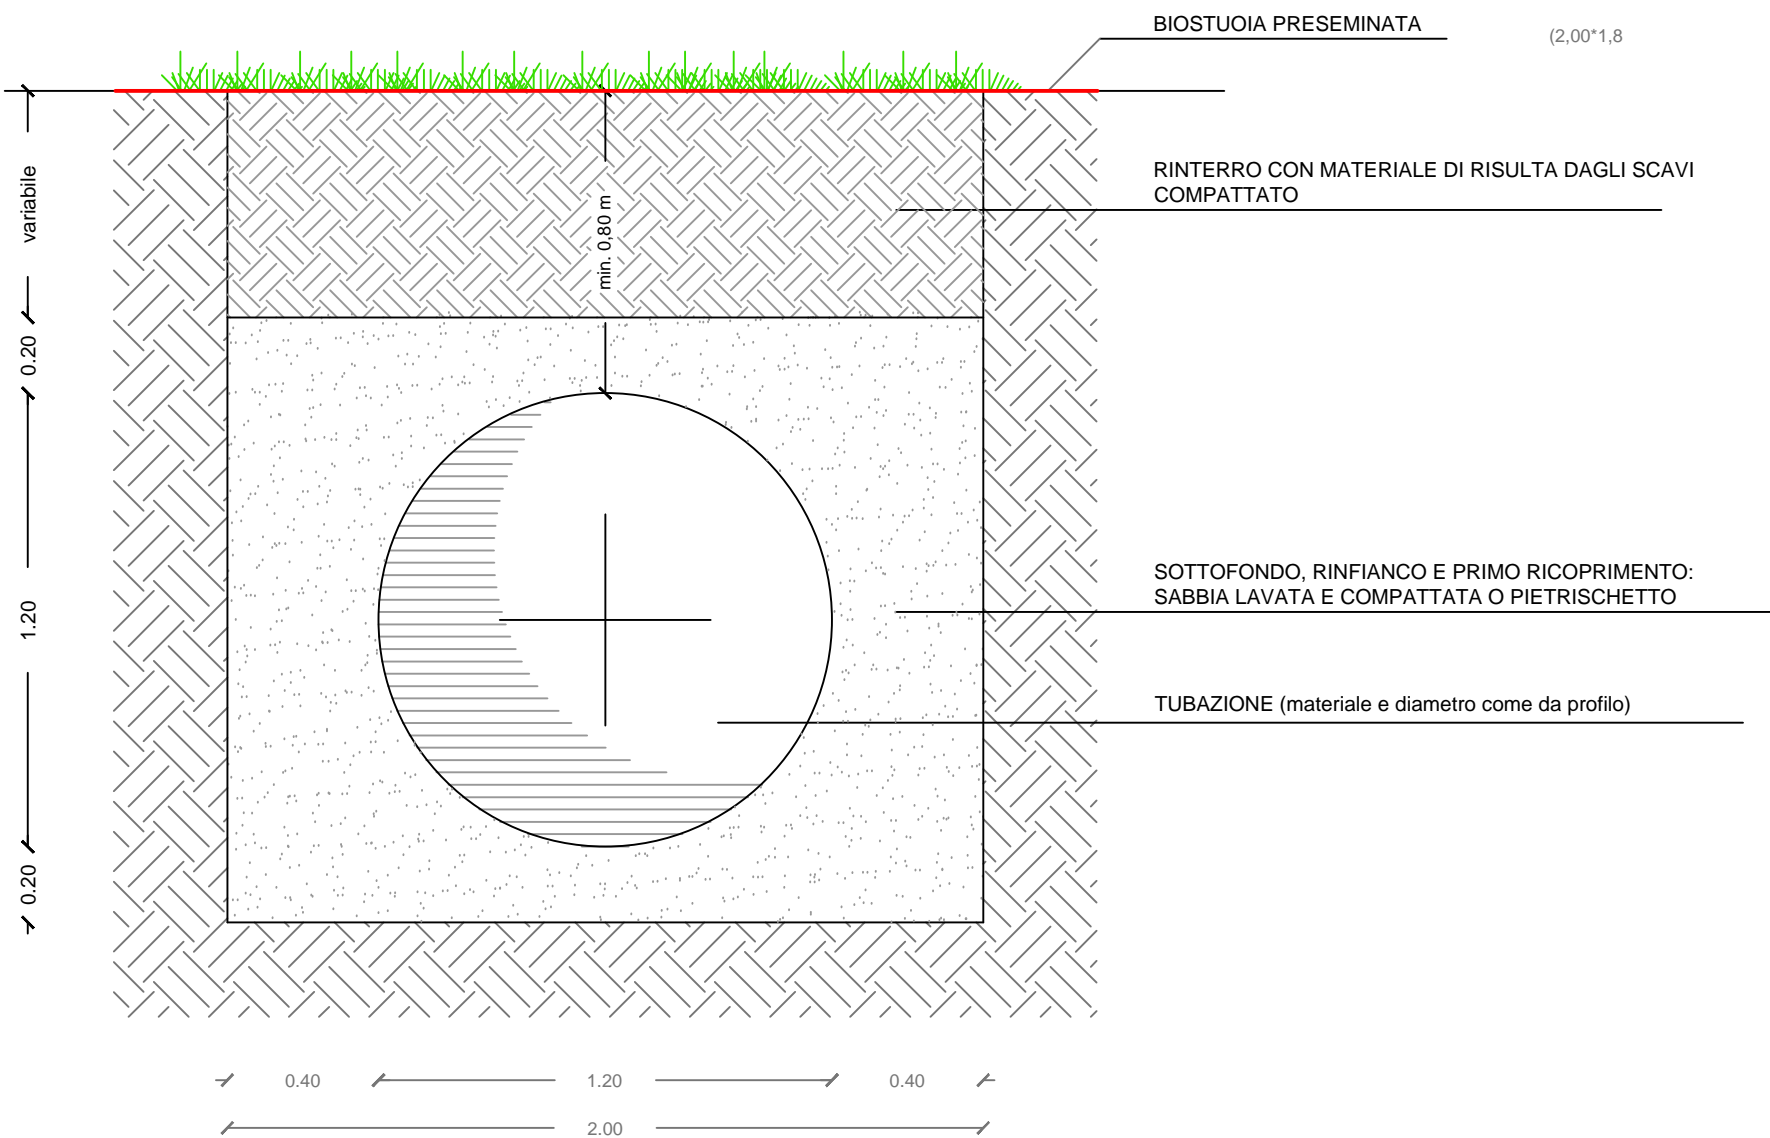 BIOSTUOIA PRESEMINATA
(2,00*1,8
RINTERRO CON MATERIALE DI RISULTA DAGLI SCAVI
COMPATTATO
variabile
min. 0,80 m
0.20
1.20
SOTTOFONDO, RINFIANCO E PRIMO RICOPRIMENTO:
SABBIA LAVATA E COMPATTATA O PIETRISCHETTO
TUBAZIONE (materiale e diametro come da profilo)
0.20
0.40
1.20
0.40
2.00